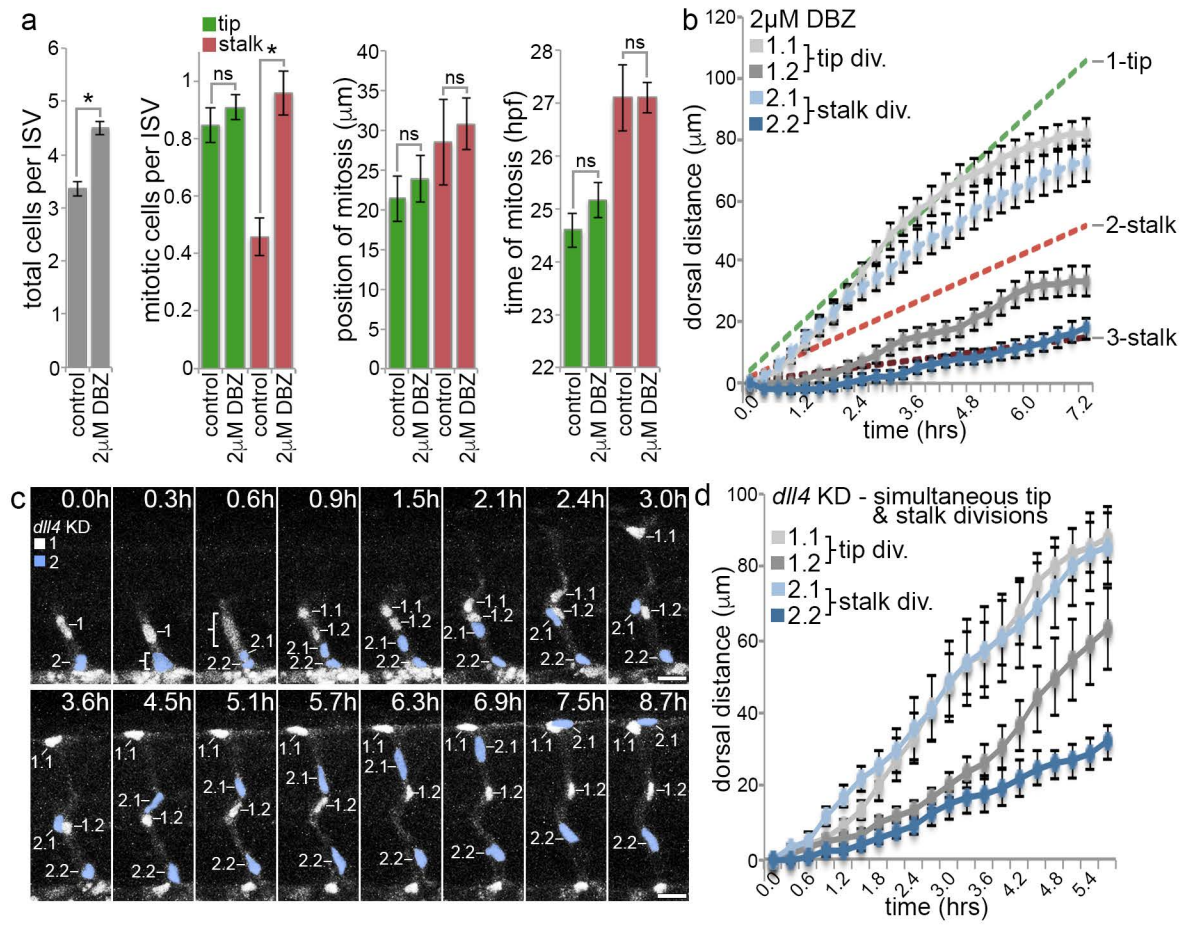 a
tip
stalk
total cells per ISV
6
5
4
3
2
1
0
*
control
2μM DBZ
mitotic cells per ISV
1
0.8
0.6
0.4
0.2
0
ns
*
control
2μM DBZ
control
2μM DBZ
position of mitosis (μm)
40
35
30
25
20
15
10
5
0
ns
ns
control
2μM DBZ
control
2μM DBZ
time of mitosis (hpf)
28
27
26
25
24
23
22
ns
ns
control
2μM DBZ
control
2μM DBZ
b
2μM DBZ
1.1
1.2
tip div.
2.1
2.2
stalk div.
dorsal distance (μm)
120
100
80
60
40
20
0
1-tip
2-stalk
3-stalk
0.0
1.2
2.4
3.6
4.8
6.0
7.2
time (hrs)
c
0.0h 0.3h 0.6h 0.9h 1.5h 2.1h 2.4h 3.0h
dll4 KD
1
2
1
2
1
2.1
2.2
1.1
1.2
2.1
2.2
1.1
1.2
2.1
2.2
1.1
1.2
2.1
2.2
1.1
1.2
2.1
2.2
1.1
1.2
2.1
2.2
3.6h 4.5h 5.1h 5.7h 6.3h 6.9h 7.5h 8.7h
1.1
1.2
2.1
2.2
1.1
2.1
1.2
2.2
1.1
2.1
1.2
2.2
1.1
2.1
1.2
2.2
1.1
2.1
1.2
2.2
1.1
2.1
1.2
2.2
1.1
2.1
1.2
2.2
1.1
2.1
1.2
2.2
d
dll4 KD - simultaneous tip
& stalk divisions
1.1
1.2
tip div.
2.1
2.2
stalk div.
dorsal distance (μm)
100
80
60
40
20
0
0.0
0.6
1.2
1.8
2.4
3.0
3.6
4.2
4.8
5.4
time (hrs)